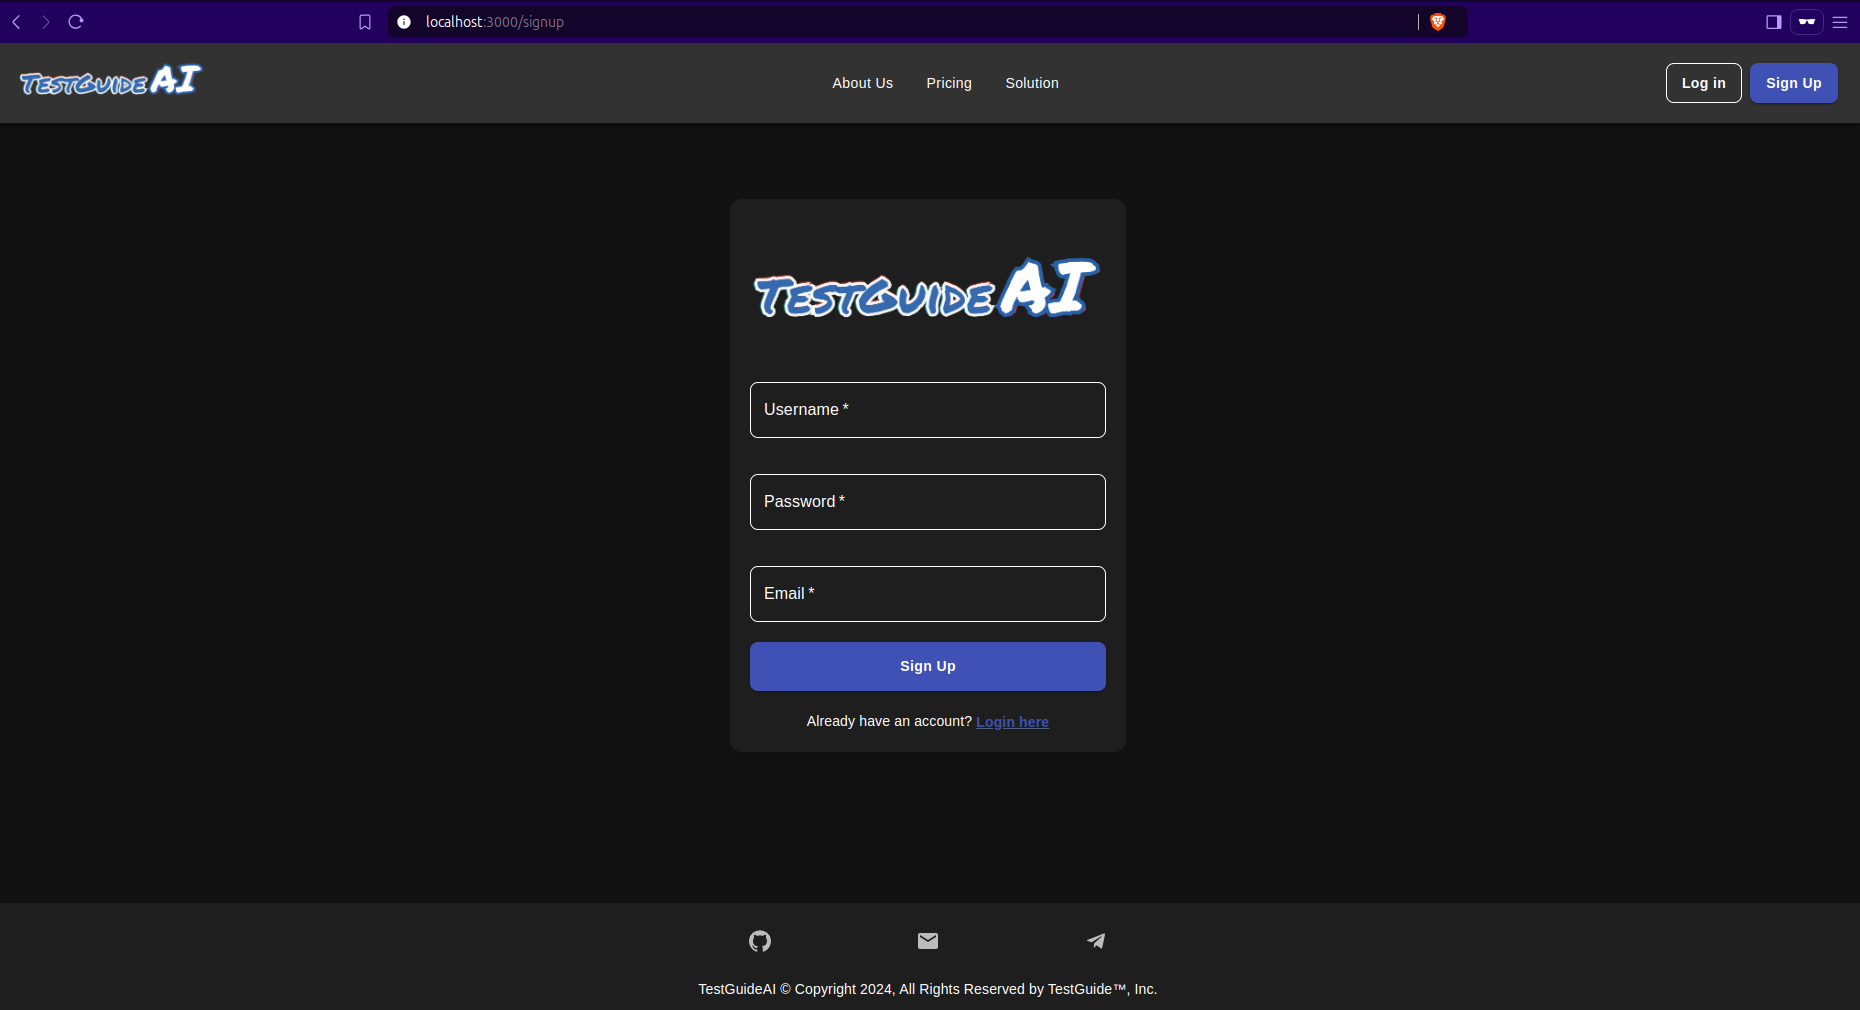 localhost:3000/signup
TestGuide AI
About Us
Pricing
Solution
Log in
Sign Up
TestGuide AI
Username *
Password *
Email *
Sign Up
Already have an account? Login here
TestGuideAI © Copyright 2024, All Rights Reserved by TestGuide™, Inc.